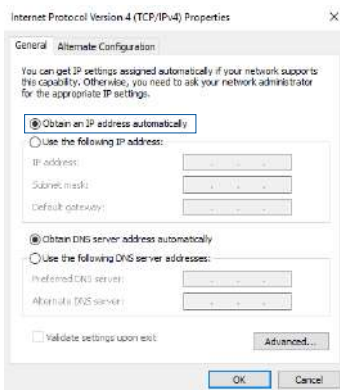 Internet Protocol Version 4 (TCP/IPv4) Properties
General Alternate Configuration
You can get IP settings assigned automatically if your network supports
this capability. Otherwise, you need to ask your network administrator
for the appropriate IP settings.
Obtain an IP address automatically
Use the following IP address:
IP address:
Subnet mask:
Default gateway:
Obtain DNS server address automatically
Use the following DNS server addresses:
Preferred DNS server:
Alternate DNS server:
Validate settings upon exit
Advanced...
OK Cancel